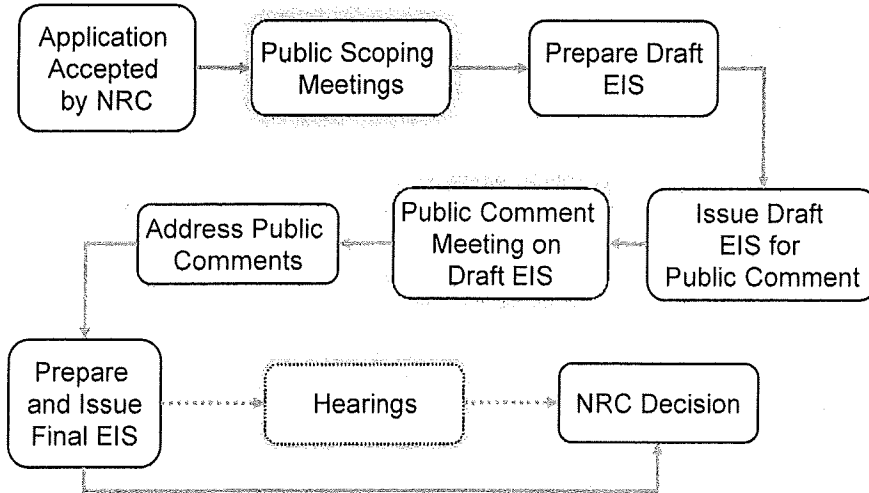 Application
Accepted
by NRC
Public Scoping
Meetings
Prepare Draft
EIS
Issue Draft
EIS for
Public Comment
Public Comment
Meeting on
Draft EIS
Address Public
Comments
Prepare
and Issue
Final EIS
Hearings
NRC Decision